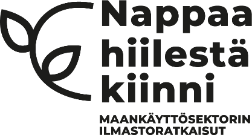 Nappaa
hiilestä
kiinni
MAANKÄYTTÖSEKTORIN
ILMASTORATKAISUT